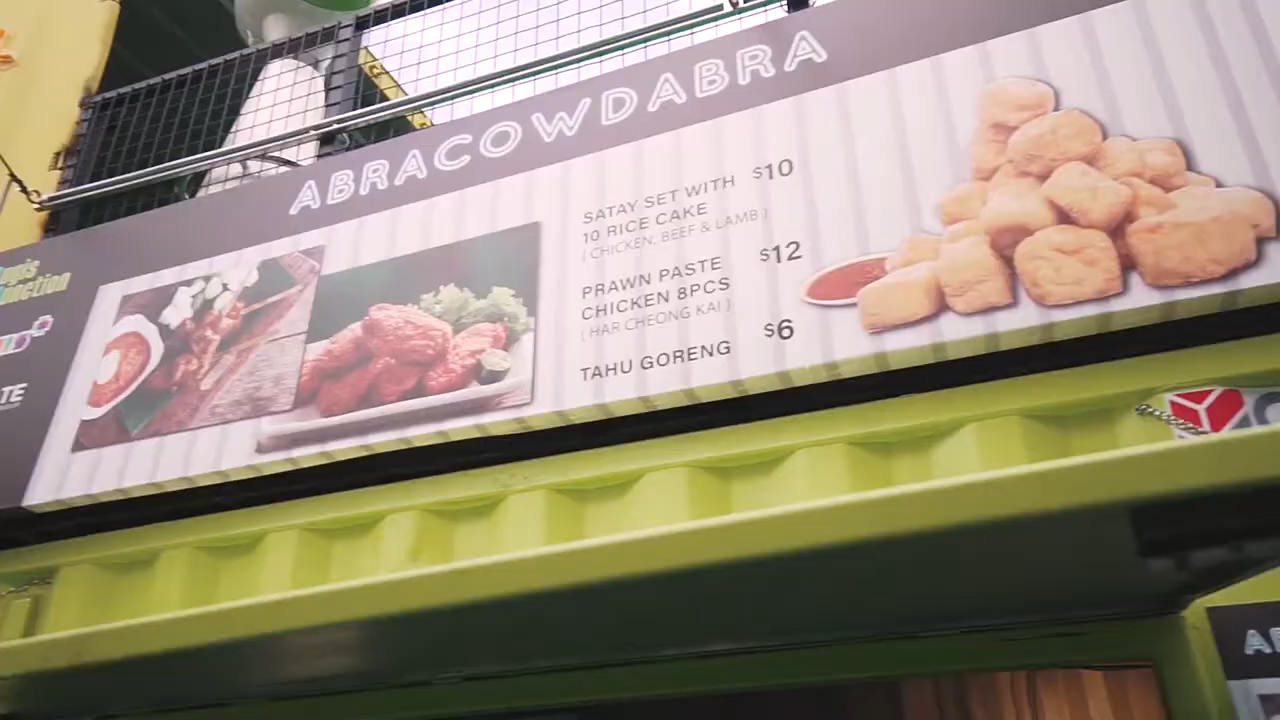 ABRACOWDABRA
SATAY SET WITH $10
10 RICE CAKE
( CHICKEN, BEEF & LAMB )
PRAWN PASTE $12
CHICKEN 8PCS
( HAR CHEONG KAI )
TAHU GORENG $6